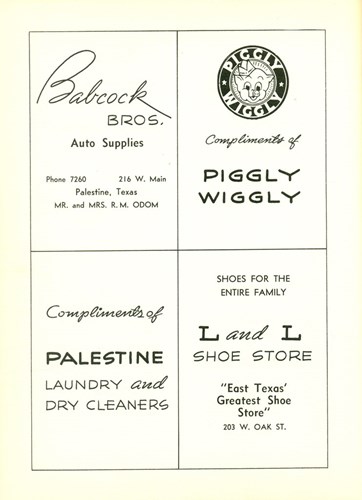 Babcock
BROS.
Auto Supplies
Phone 7260 216 W. Main
Palestine, Texas
MR. and MRS. R. M. ODOM
PIGGLY
WIGGLY
Compliments of
PIGGLY
WIGGLY
Compliments of
PALESTINE
LAUNDRY and
DRY CLEANERS
SHOES FOR THE
ENTIRE FAMILY
L and L
SHOE STORE
"East Texas'
Greatest Shoe
Store"
203 W. OAK ST.